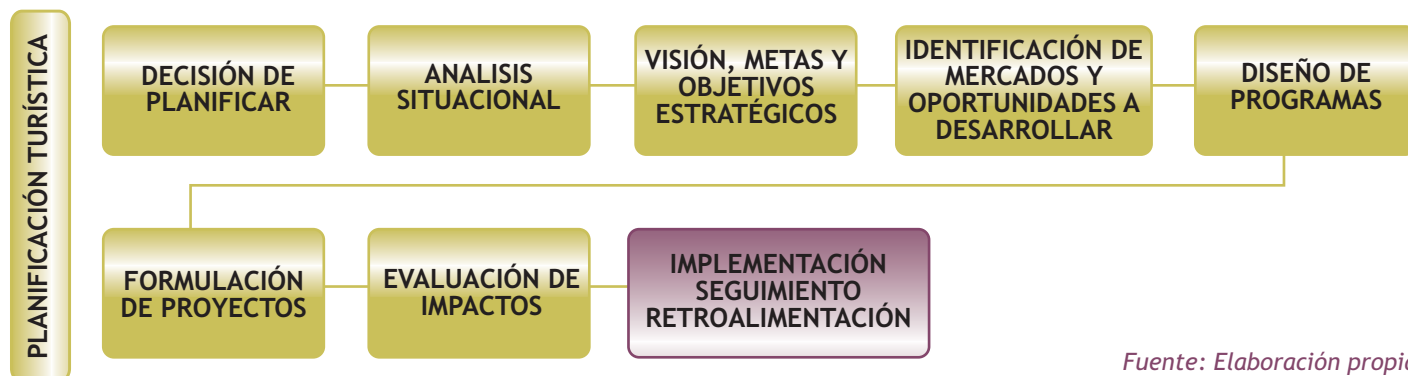 PLANIFICACIÓN TURÍSTICA
DECISIÓN DE
PLANIFICAR
ANALISIS
SITUACIONAL
VISIÓN, METAS Y
OBJETIVOS
ESTRATÉGICOS
IDENTIFICACIÓN DE
MERCADOS Y
OPORTUNIDADES A
DESARROLLAR
DISEÑO DE
PROGRAMAS
FORMULACIÓN
DE PROYECTOS
EVALUACIÓN DE
IMPACTOS
IMPLEMENTACIÓN
SEGUIMIENTO
RETROALIMENTACIÓN
Fuente: Elaboración propia